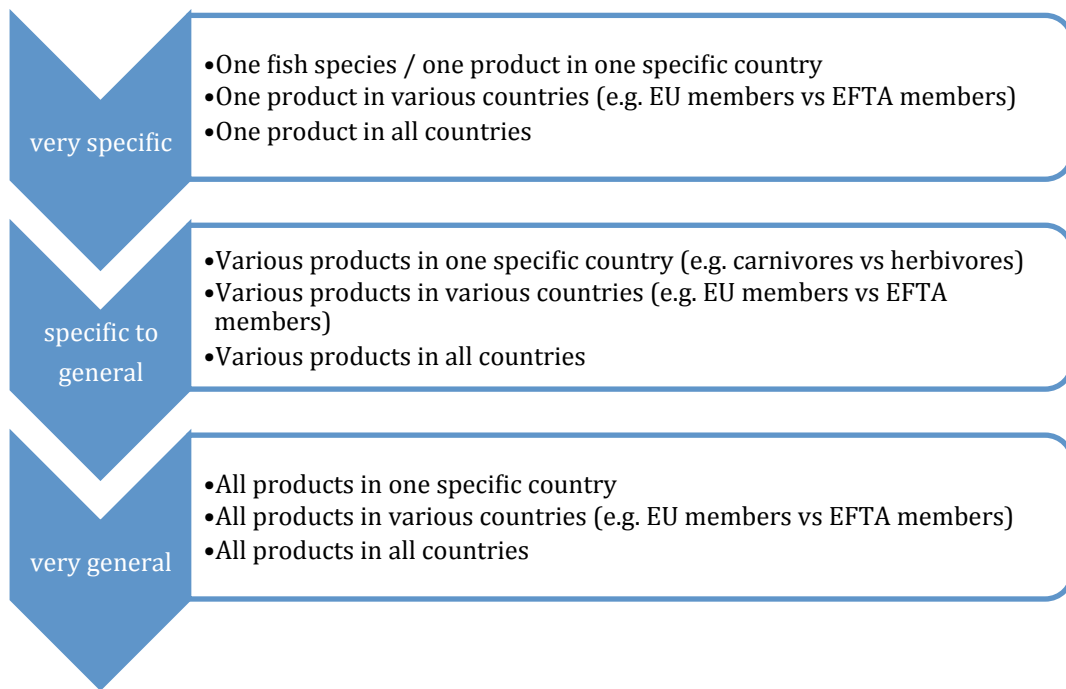 very specific
•One fish species / one product in one specific country
•One product in various countries (e.g. EU members vs EFTA members)
•One product in all countries
specific to
general
•Various products in one specific country (e.g. carnivores vs herbivores)
•Various products in various countries (e.g. EU members vs EFTA
members)
•Various products in all countries
very general
•All products in one specific country
•All products in various countries (e.g. EU members vs EFTA members)
•All products in all countries